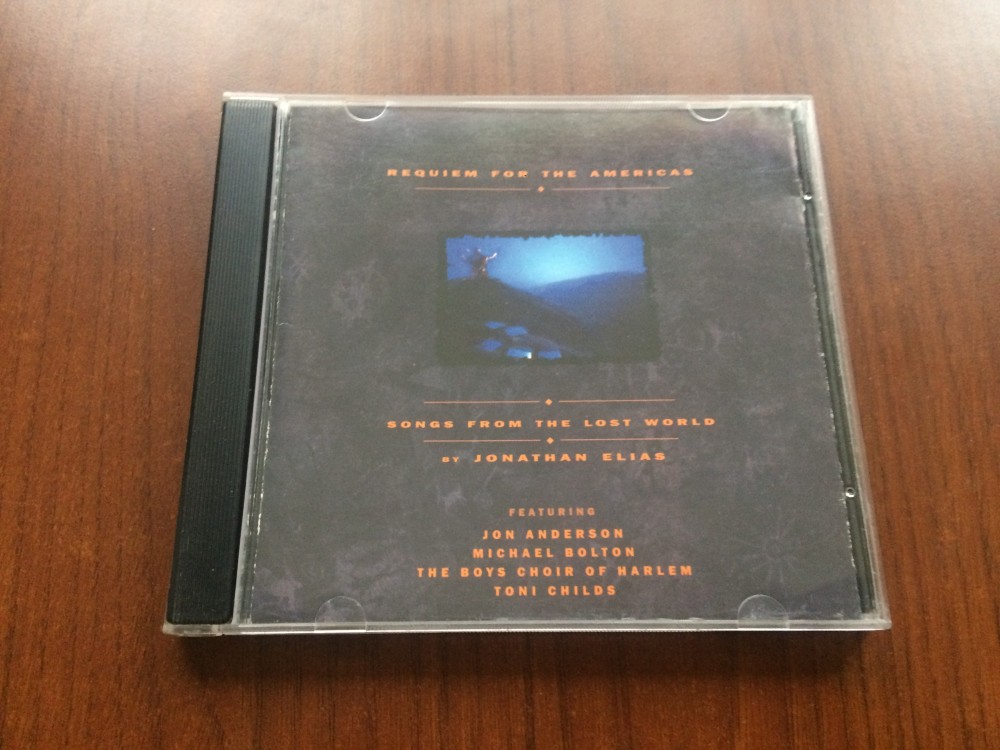 REQUIEM FOR THE AMERICAS
SONGS FROM THE LOST WORLD
BY JONATHAN ELIAS
FEATURING
JON ANDERSON
MICHAEL BOLTON
THE BOYS CHOIR OF HARLEM
TONI CHILDS